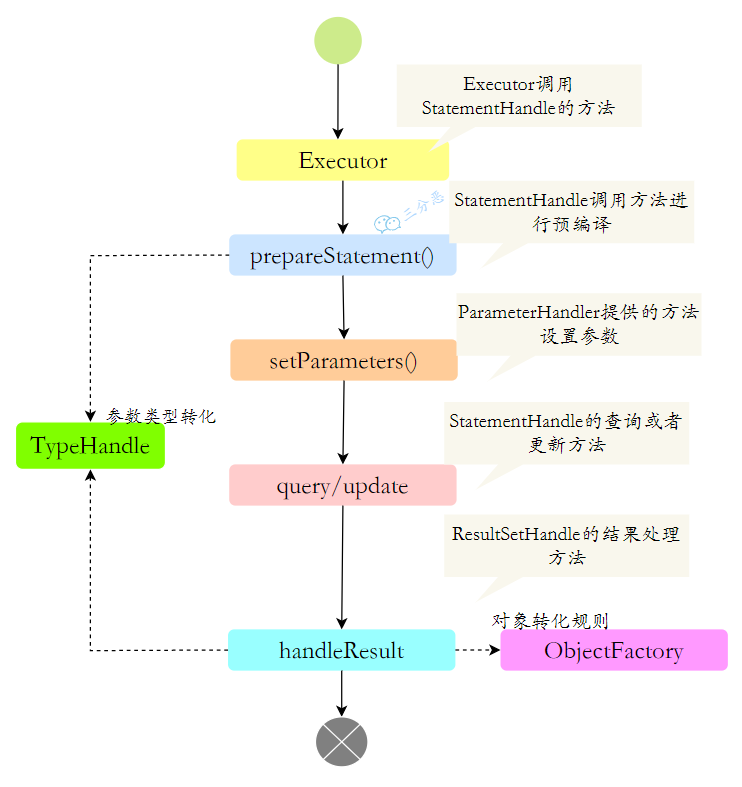 Executor调用
StatementHandle的方法
Executor
三分恶
StatementHandle调用方法进
行预编译
prepareStatement()
ParameterHandler提供的方法
设置参数
setParameters()
参数类型转化
TypeHandle
StatementHandle的查询或者
更新方法
query/update
ResultSetHandle的结果处理
方法
对象转化规则
handleResult
ObjectFactory